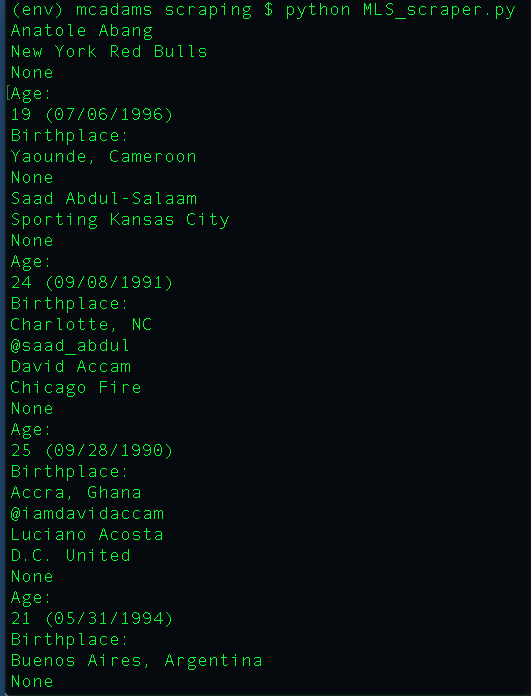 (env) mcadams scraping $ python MLS_scraper.py
Anatole Abang
New York Red Bulls
None
[Age:
19 (07/06/1996)
Birthplace:
Yaounde, Cameroon
None
Saad Abdul-Salaam
Sporting Kansas City
None
Age:
24 (09/08/1991)
Birthplace:
Charlotte, NC
@saad_abdul
David Accam
Chicago Fire
None
Age:
25 (09/28/1990)
Birthplace:
Accra, Ghana
@iamdavidaccam
Luciano Acosta
D.C. United
None
Age:
21 (05/31/1994)
Birthplace:
Buenos Aires, Argentina
None